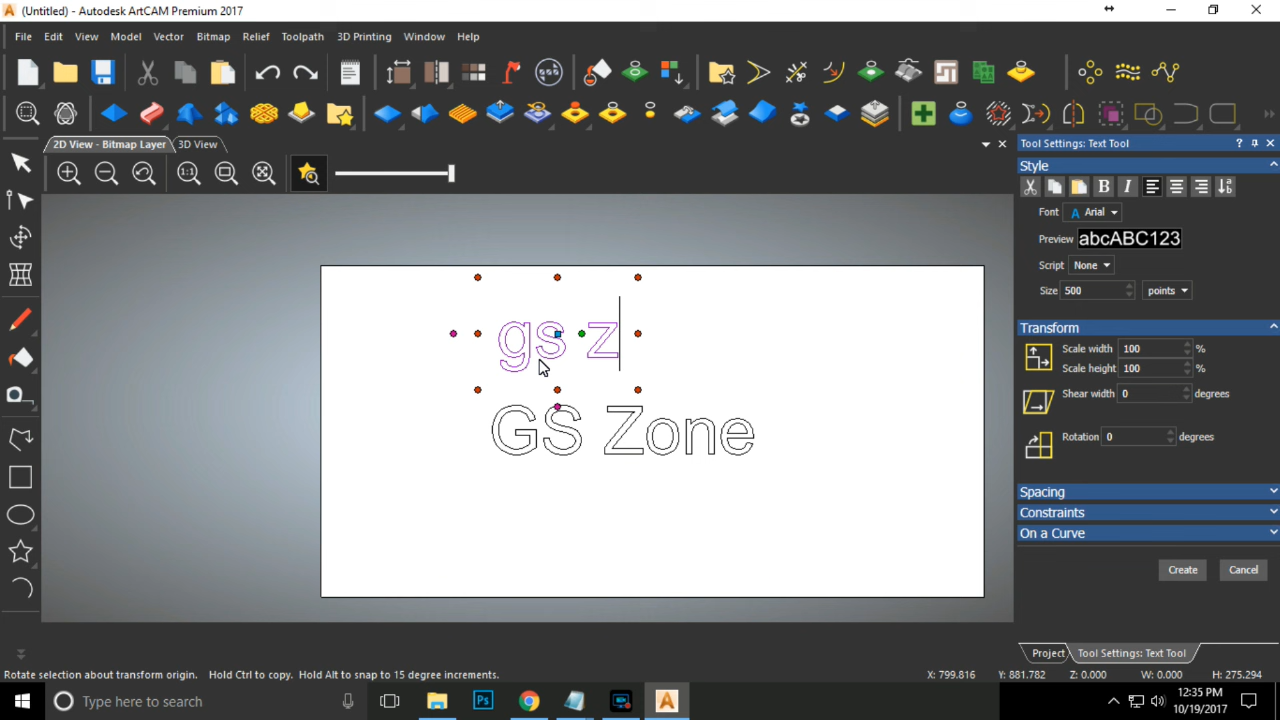 (Untitled) - Autodesk ArtCAM Premium 2017
File Edit View Model Vector Bitmap Relief Toolpath 3D Printing Window Help
2D View - Bitmap Layer 3D View
Tool Settings: Text Tool
1:1
Style
B I
Font A Arial
Preview abcABC123
Script None
Size 500 points
Transform
Scale width 100 %
Scale height 100 %
Shear width 0 degrees
Rotation 0 degrees
Spacing
Constraints
On a Curve
Create Cancel
gs z
GS Zone
Project Tool Settings: Text Tool
Rotate selection about transform origin. Hold Ctrl to copy. Hold Alt to snap to 15 degree increments.
X: 799.816 Y: 881.782 Z: 0.000 W: 0.000 H: 275.294
Type here to search
Ps
A
12:35 PM
10/19/2017